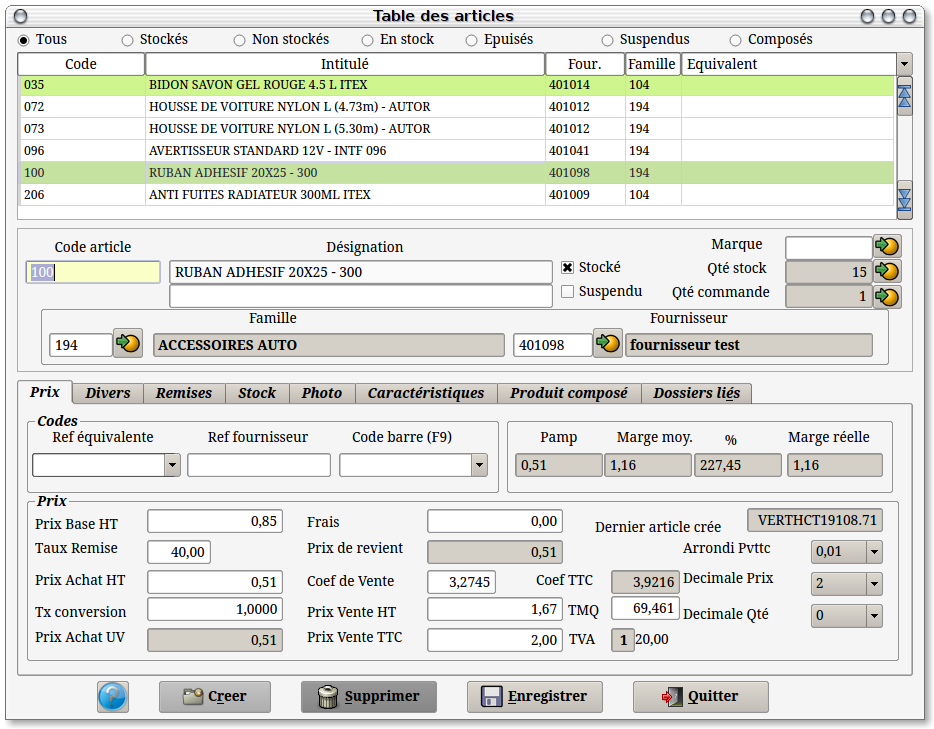 Table des articles
Tous Stockés Non stockés En stock Epuisés Suspendus Composés
Code Intitulé Four. Famille Equivalent
035 BIDON SAVON GEL ROUGE 4.5 L ITEX 401014 104
072 HOUSSE DE VOITURE NYLON L (4.73m) - AUTOR 401012 194
073 HOUSSE DE VOITURE NYLON L (5.30m) - AUTOR 401012 194
096 AVERTISSEUR STANDARD 12V - INTF 096 401041 194
100 RUBAN ADHESIF 20X25 - 300 401098 194
206 ANTI FUITES RADIATEUR 300ML ITEX 401009 104
Code article Désignation Marque
100 RUBAN ADHESIF 20X25 - 300 Stocké Qté stock 15
Suspendu Qté commande 1
Famille Fournisseur
194 ACCESSOIRES AUTO 401098 fournisseur test
Prix Divers Remises Stock Photo Caractéristiques Produit composé Dossiers liés
Codes
Ref équivalente Ref fournisseur Code barre (F9) Pamp Marge moy. % Marge réelle
0,51 1,16 227,45 1,16
Prix
Prix Base HT 0,85 Frais 0,00 Dernier article crée VERTHCT19108.71
Taux Remise 40,00 Prix de revient 0,51 Arrondi Pvttc 0,01
Prix Achat HT 0,51 Coef de Vente 3,2745 Coef TTC 3,9216 Decimale Prix 2
Tx conversion 1,0000 Prix Vente HT 1,67 TMQ 69,461 Decimale Qté 0
Prix Achat UV 0,51 Prix Vente TTC 2,00 TVA 1 20,00
? Creer Supprimer Enregistrer Quitter